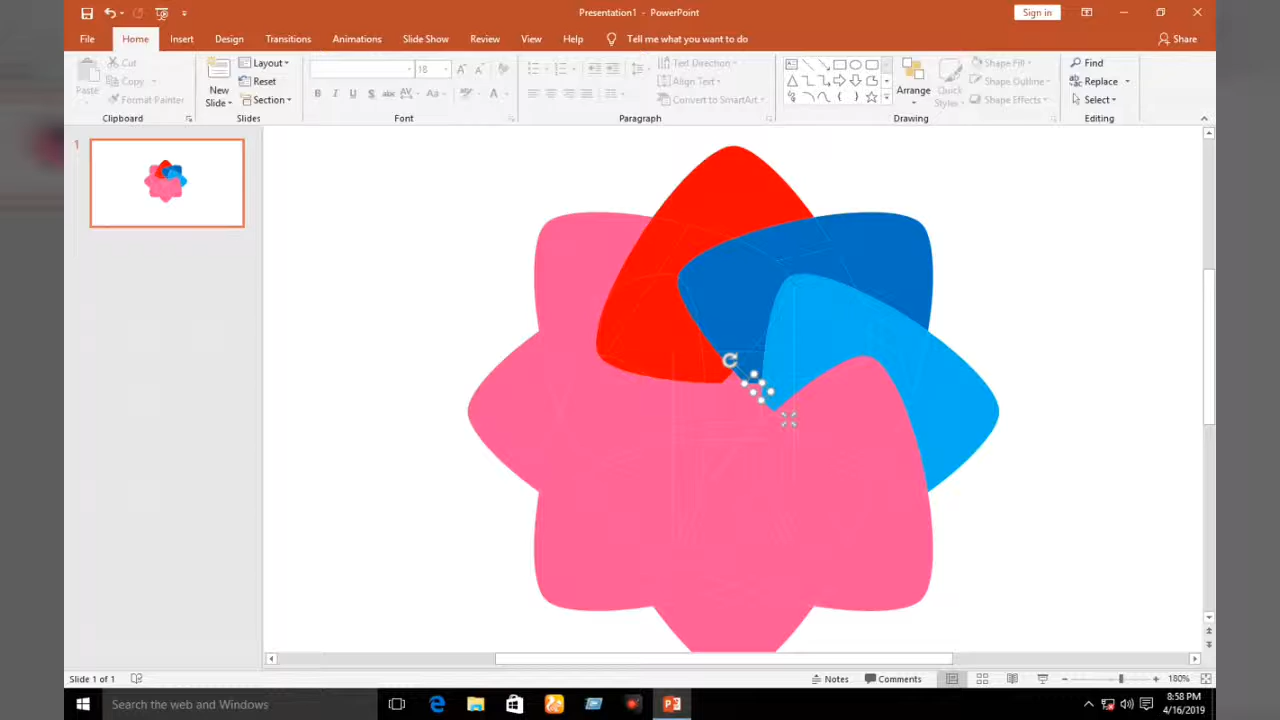 Presentation1 - PowerPoint
Sign in
File
Home
Insert
Design
Transitions
Animations
Slide Show
Review
View
Help
Tell me what you want to do
Share
Paste
Cut
Copy
Format Painter
Clipboard
New
Slide
Layout
Reset
Section
Slides
18
B I U S abc AV Aa A
Font
Text Direction
Align Text
Convert to SmartArt
Paragraph
Arrange
Quick
Styles
Shape Fill
Shape Outline
Shape Effects
Drawing
Find
Replace
Select
Editing
1
Slide 1 of 1
Notes
Comments
180%
Search the web and Windows
8:58 PM
4/16/2019